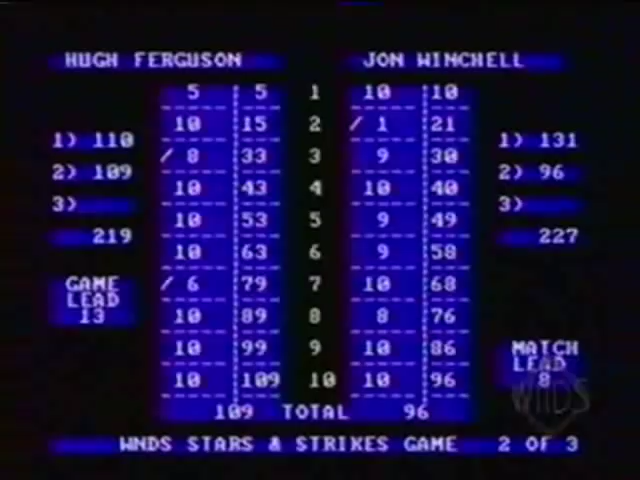 HUGH FERGUSON JON WINCHELL
5 5 1 10 10
10 15 2 / 1 21
1) 110 1) 131
/ 8 33 3 9 30
2) 109 2) 96
10 43 4 10 40
3) 3)
10 53 5 9 49
219 227
10 63 6 9 58
GAME / 6 79 7 10 68
LEAD
13 10 89 8 8 76
10 99 9 10 86 MATCH
LEAD
10 109 10 10 96 8
WNDS
109 TOTAL 96
WNDS STARS & STRIKES GAME 2 OF 3